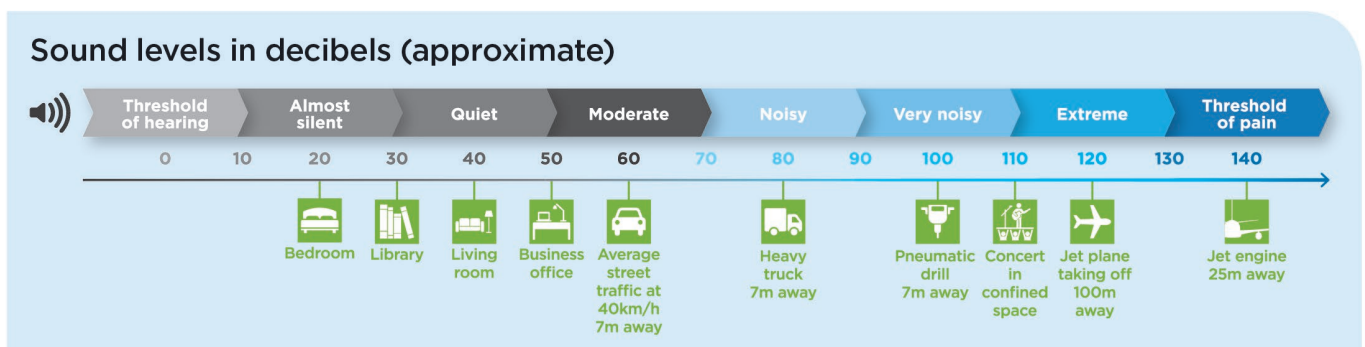 Sound levels in decibels (approximate)
Threshold
of hearing
Almost
silent
Quiet
Moderate
Noisy
Very noisy
Extreme
Threshold
of pain
0 10 20 30 40 50 60 70 80 90 100 110 120 130 140
Bedroom
Library
Living
room
Business
office
Average
street
traffic at
40km/h
7m away
Heavy
truck
7m away
Pneumatic
drill
7m away
Concert
in
confined
space
Jet plane
taking off
100m
away
Jet engine
25m away